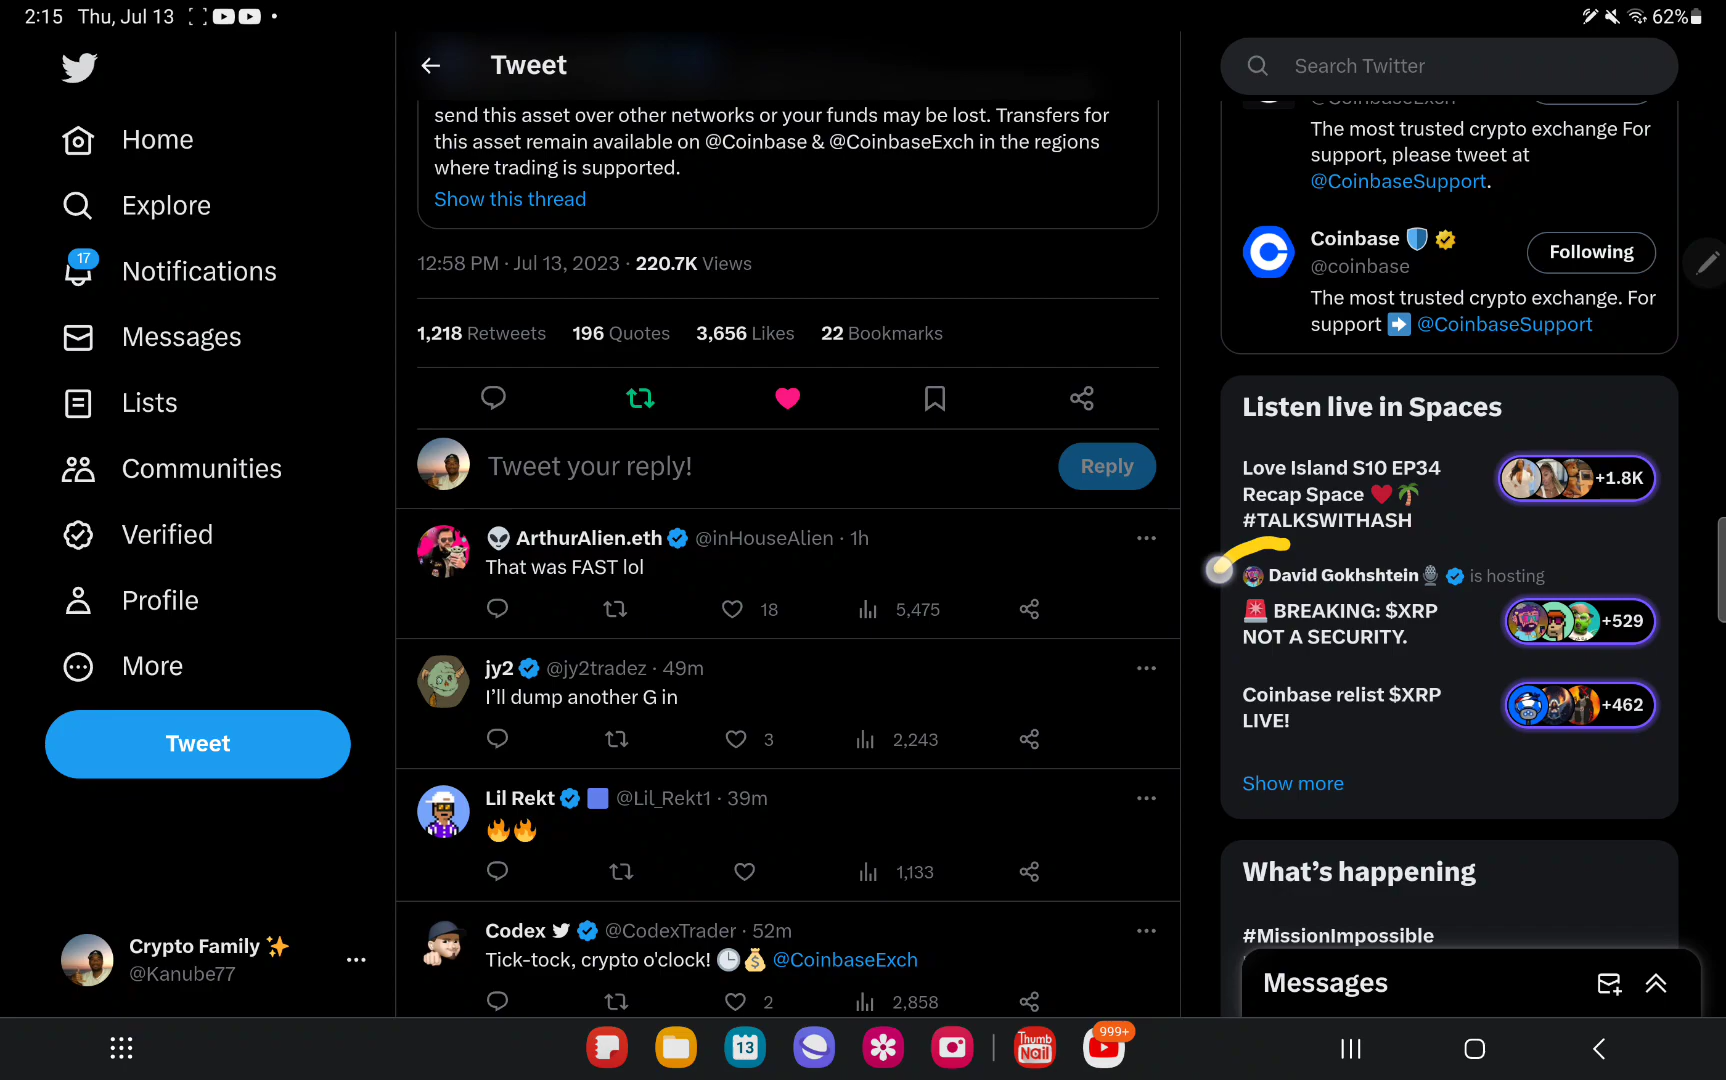 2:15 Thu, Jul 13
62%
Home
Explore
17
Notifications
Messages
Lists
Communities
Verified
Profile
More
Tweet
Crypto Family ✨
@Kanube77
Tweet
send this asset over other networks or your funds may be lost. Transfers for
this asset remain available on @Coinbase & @CoinbaseExch in the regions
where trading is supported.
Show this thread
12:58 PM · Jul 13, 2023 · 220.7K Views
1,218 Retweets 196 Quotes 3,656 Likes 22 Bookmarks
Tweet your reply!
Reply
👽 ArthurAlien.eth @inHouseAlien · 1h
That was FAST lol
18 5,475
jy2 @jy2tradez · 49m
I'll dump another G in
3 2,243
Lil Rekt 🟦 @Lil_Rekt1 · 39m
🔥🔥
1,133
Codex @CodexTrader · 52m
Tick-tock, crypto o'clock! 🕒💰 @CoinbaseExch
2 2,858
Search Twitter
@CoinbaseExch
The most trusted crypto exchange For
support, please tweet at
@CoinbaseSupport.
Coinbase 🛡️
Following
@coinbase
The most trusted crypto exchange. For
support ➡️ @CoinbaseSupport
Listen live in Spaces
Love Island S10 EP34
Recap Space ❤️🌴
#TALKSWITHASH
+1.8K
David Gokhshtein🎙️ is hosting
🚨 BREAKING: $XRP
NOT A SECURITY.
+529
Coinbase relist $XRP
LIVE!
+462
Show more
What's happening
#MissionImpossible
Messages
13
Thumb
Nail
999+